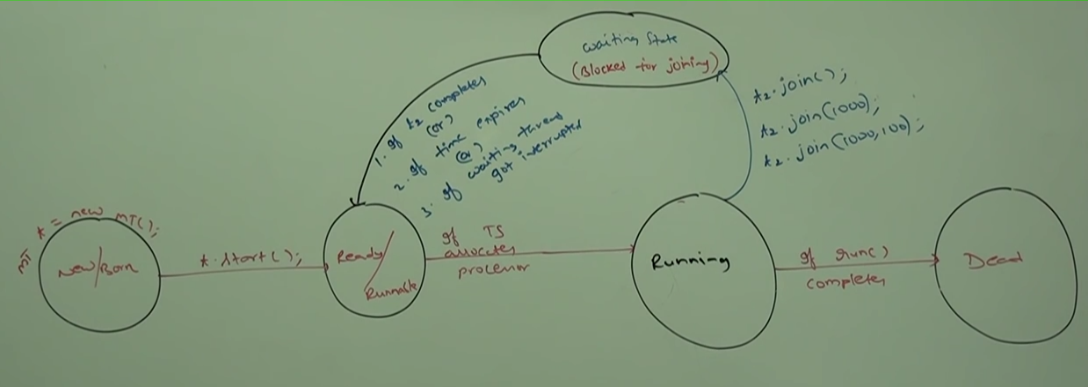 waiting State
(Blocked for joining)
t2.join();
t2.join(1000);
t2.join(1000,100);
1. If t2 completes
(or)
2. If time expires
(or)
3. If waiting thread
got interrupted
MT t = new MT();
New/Born
t.start();
Ready/
Runnable
If TS
allocates
processor
Running
If run()
completes
Dead